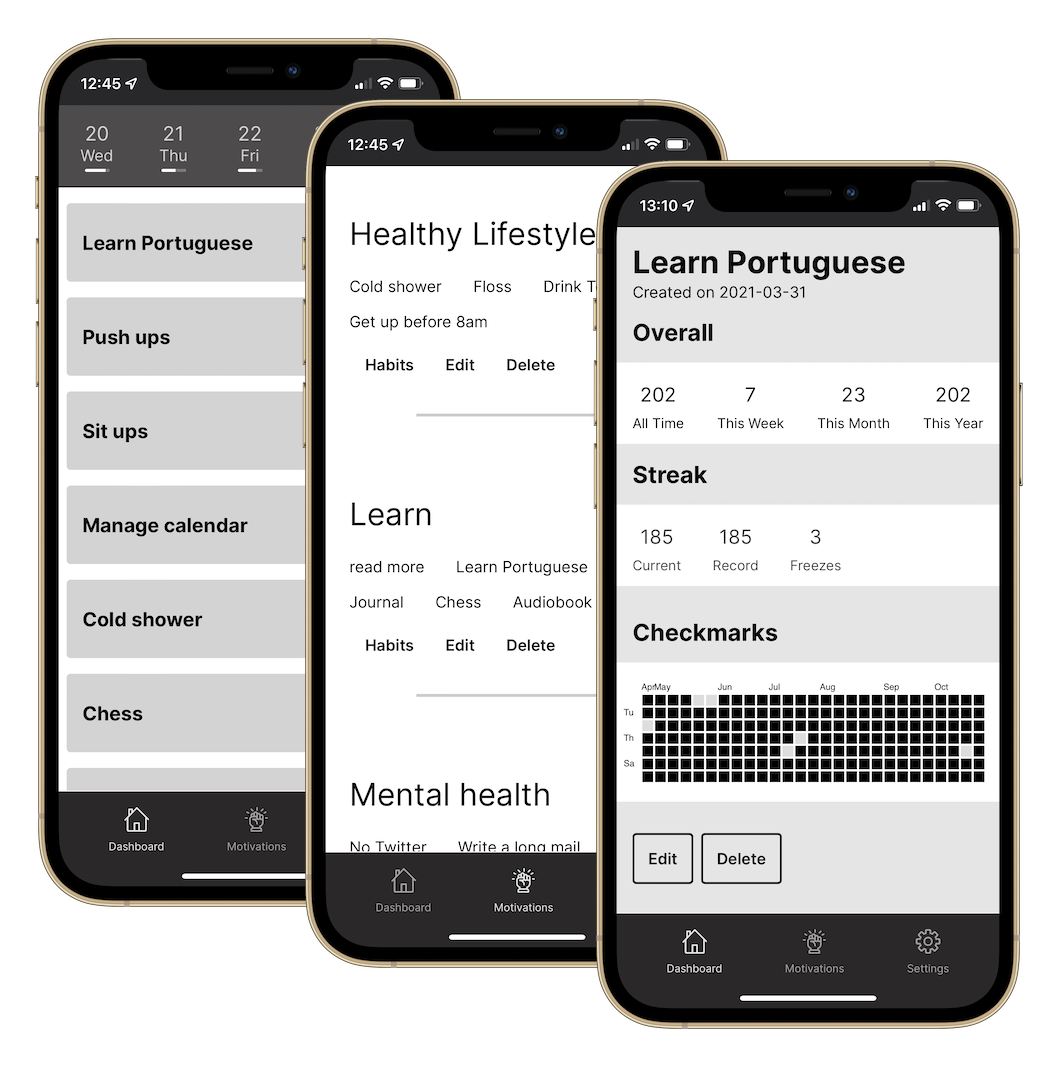 12:45
20 21 22
Wed Thu Fri
Learn Portuguese
Push ups
Sit ups
Manage calendar
Cold shower
Chess
Dashboard Motivations
12:45
Healthy Lifestyle
Cold shower Floss Drink T
Get up before 8am
Habits Edit Delete
Learn
read more Learn Portuguese
Journal Chess Audiobook
Habits Edit Delete
Mental health
No Twitter Write a long mail
Dashboard Motivations
13:10
Learn Portuguese
Created on 2021-03-31
Overall
202 7 23 202
All Time This Week This Month This Year
Streak
185 185 3
Current Record Freezes
Checkmarks
Apr May Jun Jul Aug Sep Oct
Tu
Th
Sa
Edit Delete
Dashboard Motivations Settings